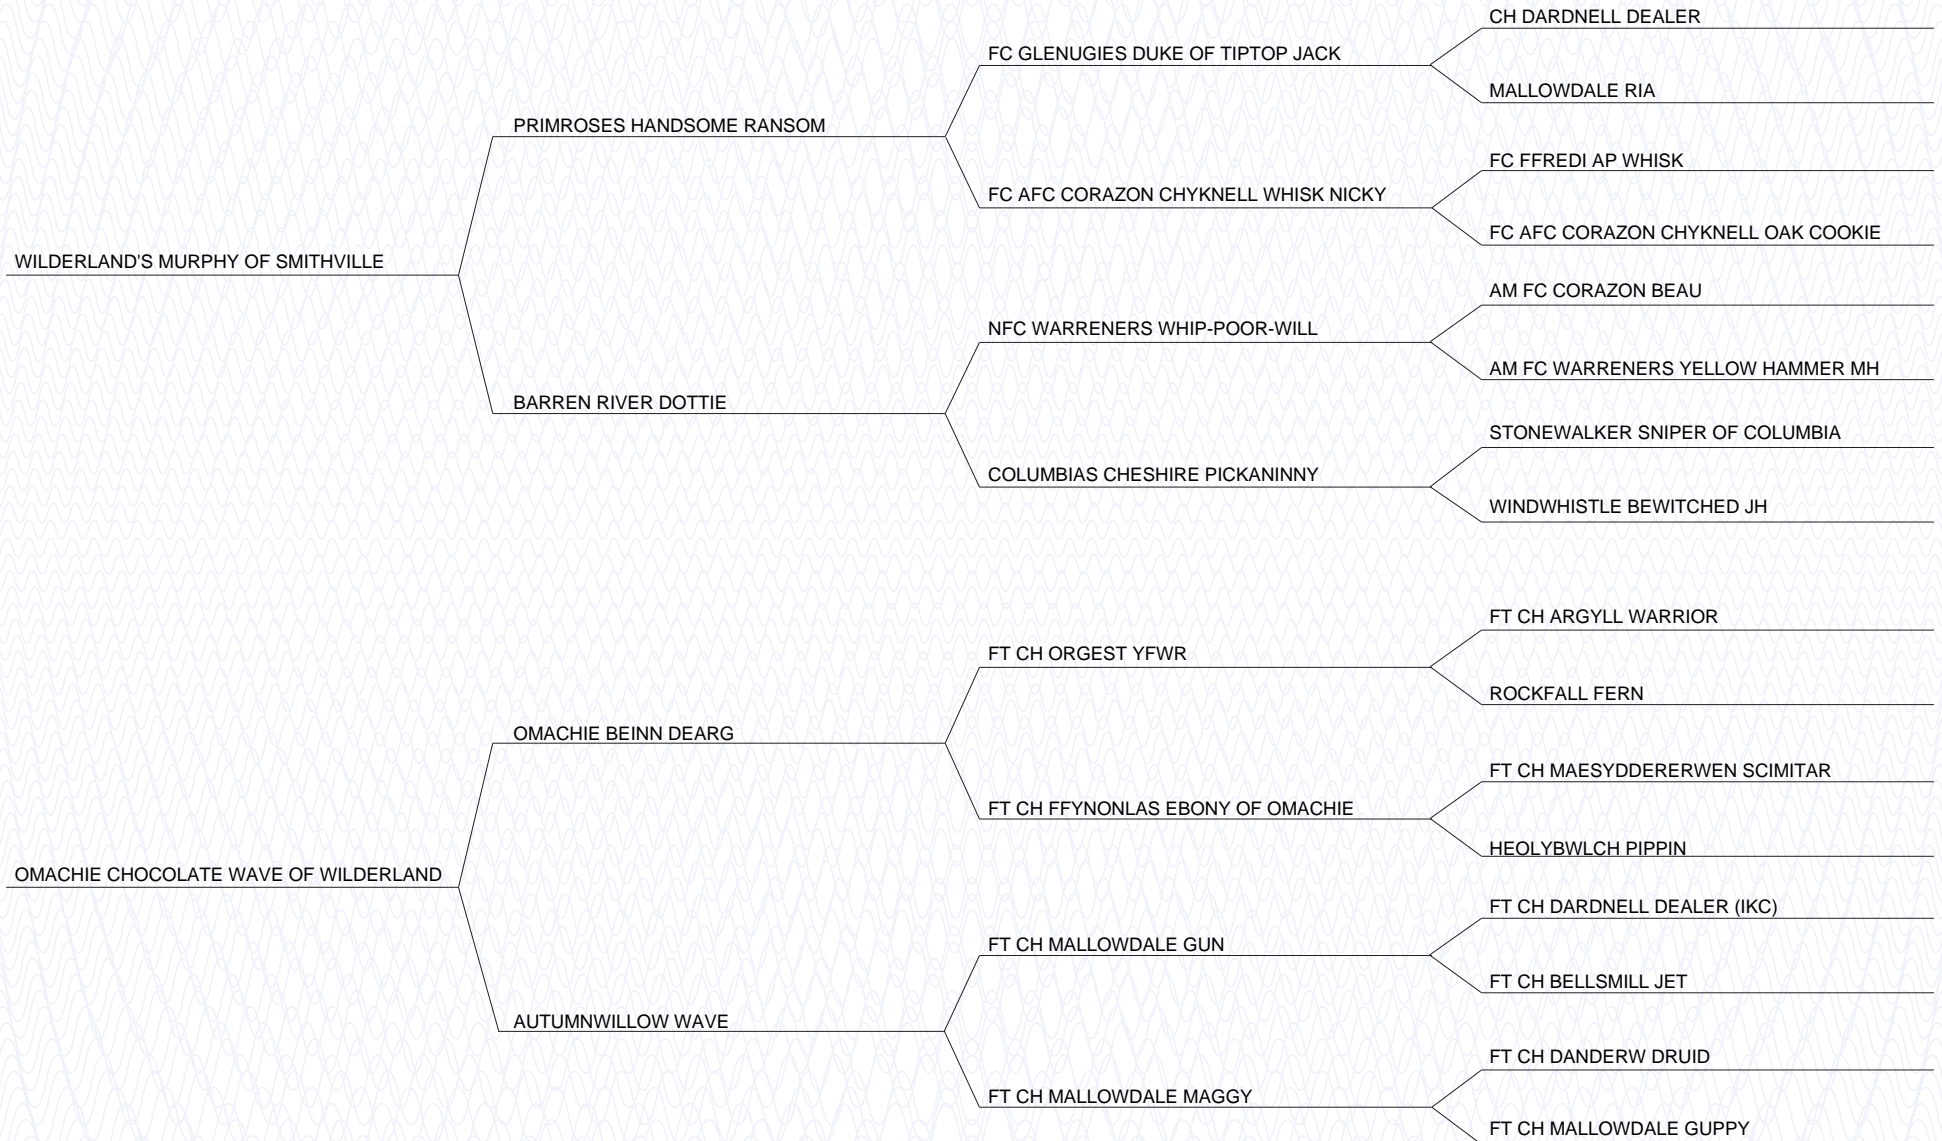 CH DARDNELL DEALER
FC GLENUGIES DUKE OF TIPTOP JACK
MALLOWDALE RIA
PRIMROSES HANDSOME RANSOM
FC FFREDI AP WHISK
FC AFC CORAZON CHYKNELL WHISK NICKY
FC AFC CORAZON CHYKNELL OAK COOKIE
WILDERLAND'S MURPHY OF SMITHVILLE
AM FC CORAZON BEAU
NFC WARRENERS WHIP-POOR-WILL
AM FC WARRENERS YELLOW HAMMER MH
BARREN RIVER DOTTIE
STONEWALKER SNIPER OF COLUMBIA
COLUMBIAS CHESHIRE PICKANINNY
WINDWHISTLE BEWITCHED JH
FT CH ARGYLL WARRIOR
FT CH ORGEST YFWR
ROCKFALL FERN
OMACHIE BEINN DEARG
FT CH MAESYDDERERWEN SCIMITAR
FT CH FFYNONLAS EBONY OF OMACHIE
HEOLYBWLCH PIPPIN
OMACHIE CHOCOLATE WAVE OF WILDERLAND
FT CH DARDNELL DEALER (IKC)
FT CH MALLOWDALE GUN
FT CH BELLSMILL JET
AUTUMNWILLOW WAVE
FT CH DANDERW DRUID
FT CH MALLOWDALE MAGGY
FT CH MALLOWDALE GUPPY